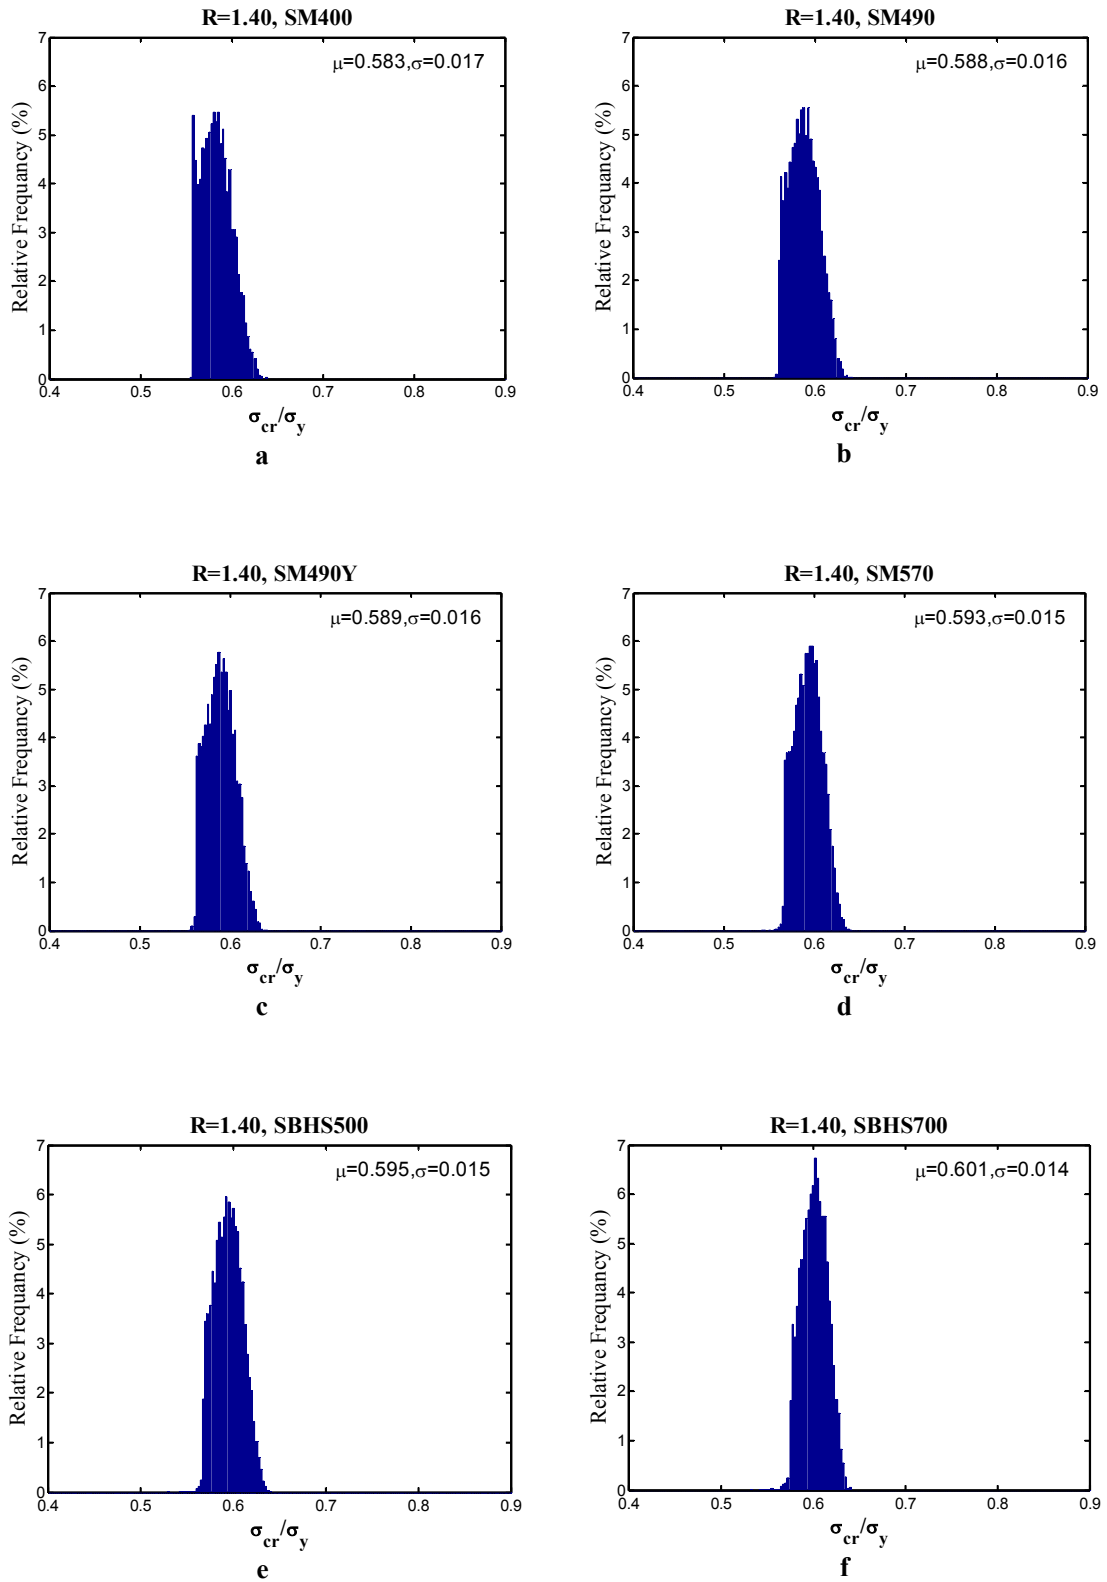 R=1.40, SM400
μ=0.583,σ=0.017
Relative Frequancy (%)
7
6
5
4
3
2
1
0
0.4 0.5 0.6 0.7 0.8 0.9
σcr/σy
a
R=1.40, SM490
μ=0.588,σ=0.016
Relative Frequancy (%)
7
6
5
4
3
2
1
0
0.4 0.5 0.6 0.7 0.8 0.9
σcr/σy
b
R=1.40, SM490Y
μ=0.589,σ=0.016
Relative Frequancy (%)
7
6
5
4
3
2
1
0
0.4 0.5 0.6 0.7 0.8 0.9
σcr/σy
c
R=1.40, SM570
μ=0.593,σ=0.015
Relative Frequancy (%)
7
6
5
4
3
2
1
0
0.4 0.5 0.6 0.7 0.8 0.9
σcr/σy
d
R=1.40, SBHS500
μ=0.595,σ=0.015
Relative Frequancy (%)
7
6
5
4
3
2
1
0
0.4 0.5 0.6 0.7 0.8 0.9
σcr/σy
e
R=1.40, SBHS700
μ=0.601,σ=0.014
Relative Frequancy (%)
7
6
5
4
3
2
1
0
0.4 0.5 0.6 0.7 0.8 0.9
σcr/σy
f